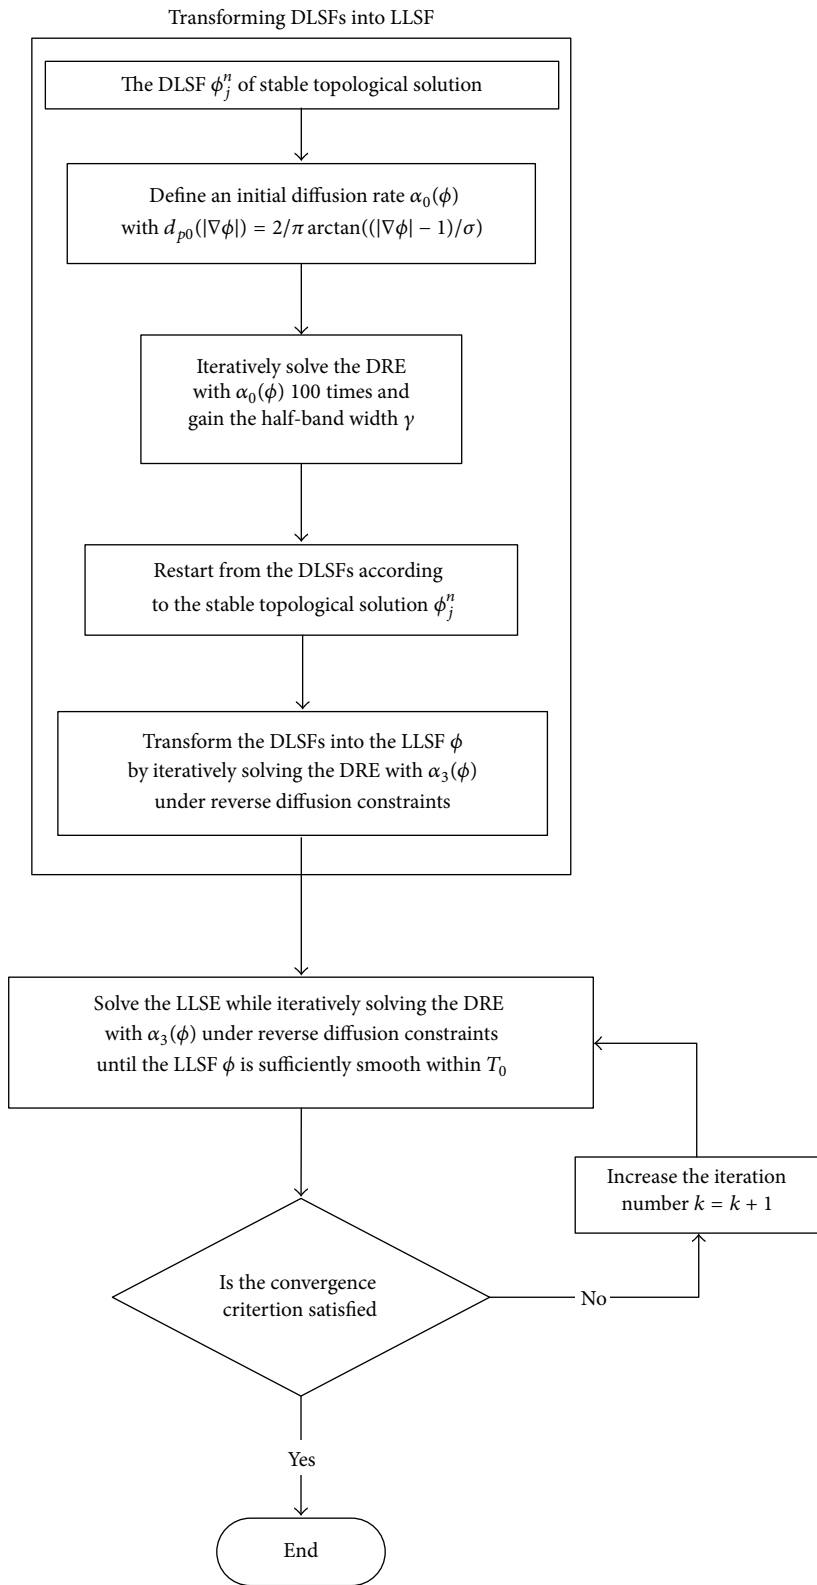 Transforming DLSFs into LLSF
The DLSF ϕ_j^n of stable topological solution
Define an initial diffusion rate α_0(ϕ)
with d_{p0}(|∇ϕ|) = 2/π arctan((|∇ϕ| − 1)/σ)
Iteratively solve the DRE
with α_0(ϕ) 100 times and
gain the half-band width γ
Restart from the DLSFs according
to the stable topological solution ϕ_j^n
Transform the DLSFs into the LLSF ϕ
by iteratively solving the DRE with α_3(ϕ)
under reverse diffusion constraints
Solve the LLSE while iteratively solving the DRE
with α_3(ϕ) under reverse diffusion constraints
until the LLSF ϕ is sufficiently smooth within T_0
Increase the iteration
number k = k + 1
Is the convergence
critertion satisfied
No
Yes
End